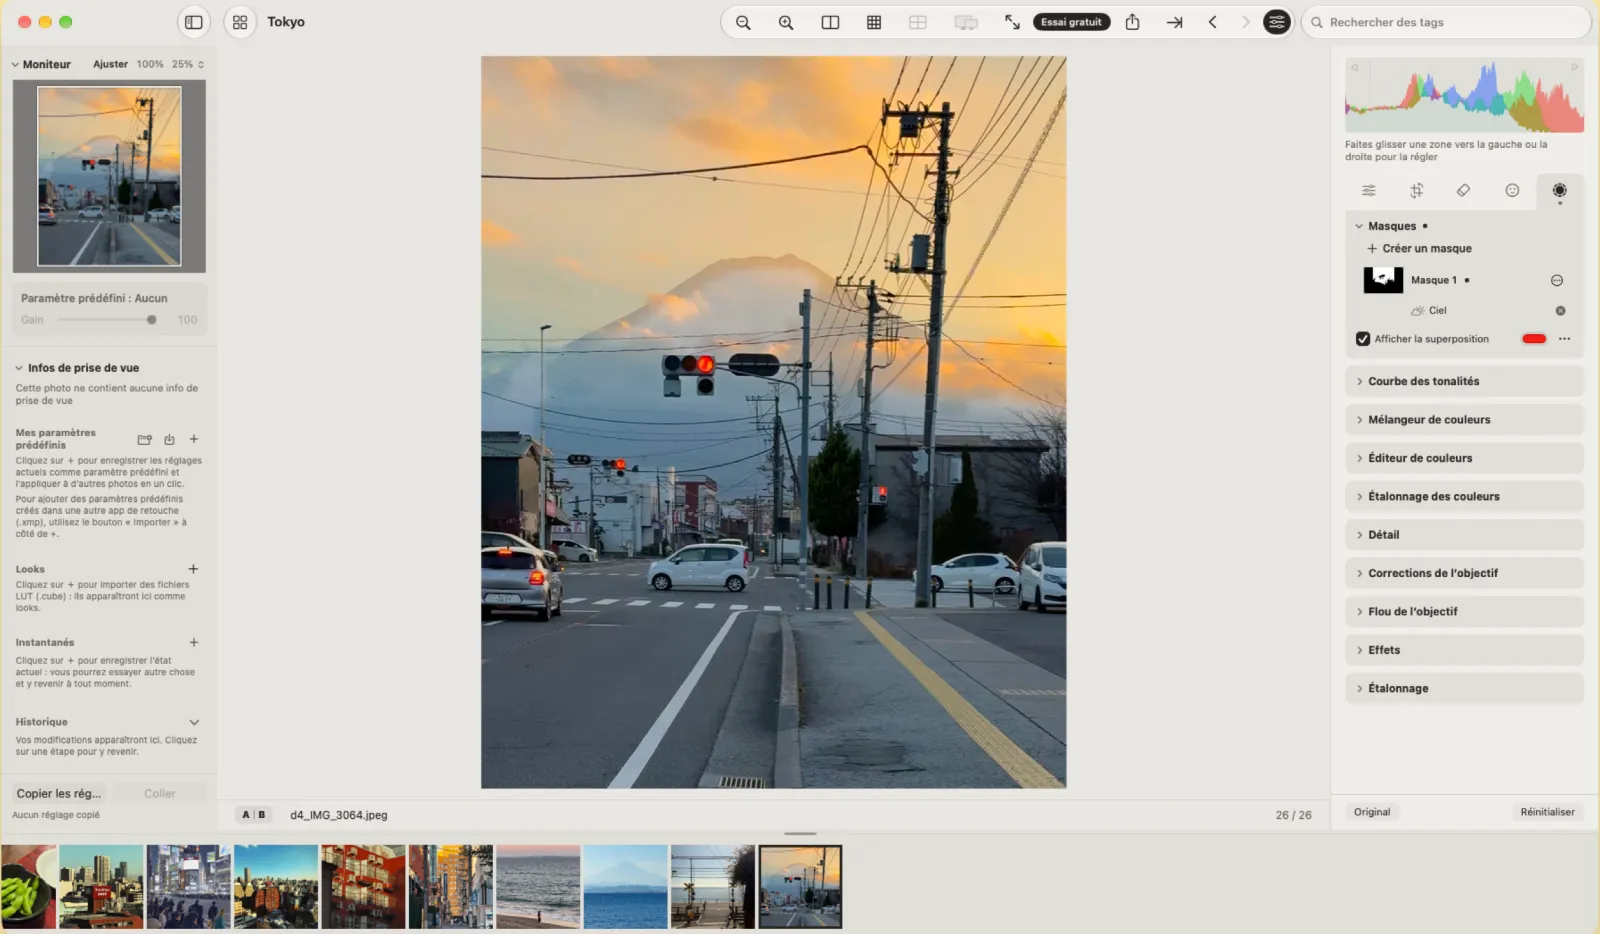 Tokyo
Essai gratuit
Rechercher des tags
Moniteur
Ajuster 100% 25%
Paramètre prédéfini : Aucun
Gain 100
Infos de prise de vue
Cette photo ne contient aucune info de
prise de vue
Mes paramètres
prédéfinis
Cliquez sur + pour enregistrer les réglages
actuels comme paramètre prédéfini et
l'appliquer à d'autres photos en un clic.
Pour ajouter des paramètres prédéfinis
créés dans une autre app de retouche
(.xmp), utilisez le bouton « Importer » à
côté de +.
Looks
Cliquez sur + pour importer des fichiers
LUT (.cube) : ils apparaîtront ici comme
looks.
Instantanés
Cliquez sur + pour enregistrer l'état
actuel : vous pourrez essayer autre chose
et y revenir à tout moment.
Historique
Vos modifications apparaîtront ici. Cliquez
sur une étape pour y revenir.
Copier les rég... Coller
Aucun réglage copié
A | B d4_IMG_3064.jpeg
26 / 26
Faites glisser une zone vers la gauche ou la
droite pour la régler
Masques
+ Créer un masque
Masque 1
Ciel
Afficher la superposition
Courbe des tonalités
Mélangeur de couleurs
Éditeur de couleurs
Étalonnage des couleurs
Détail
Corrections de l'objectif
Flou de l'objectif
Effets
Étalonnage
Original Réinitialiser